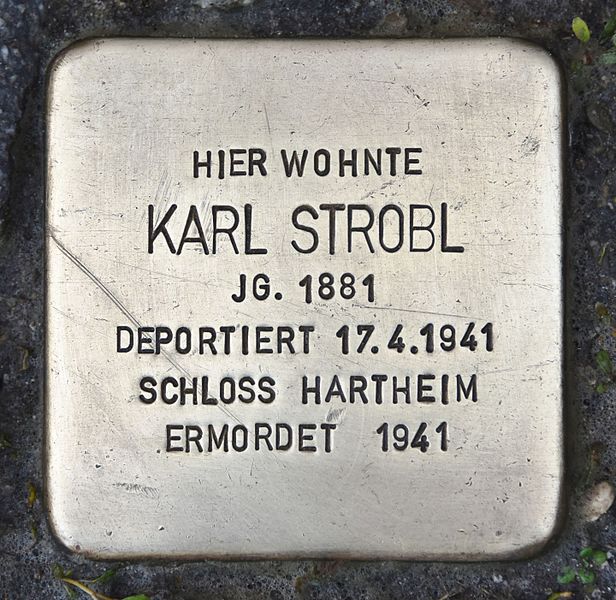 HIER WOHNTE
KARL STROBL
JG. 1881
DEPORTIERT 17.4.1941
SCHLOSS HARTHEIM
ERMORDET 1941